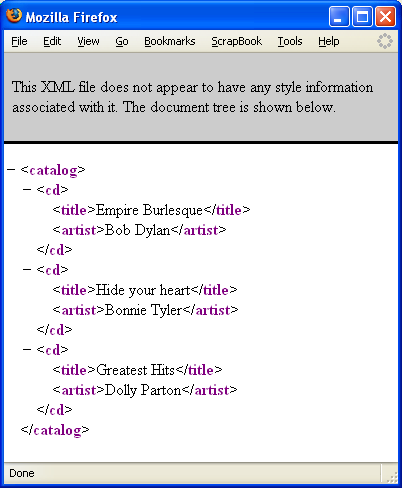 Mozilla Firefox
File Edit View Go Bookmarks ScrapBook Tools Help
This XML file does not appear to have any style information
associated with it. The document tree is shown below.
− <catalog>
− <cd>
<title>Empire Burlesque</title>
<artist>Bob Dylan</artist>
</cd>
− <cd>
<title>Hide your heart</title>
<artist>Bonnie Tyler</artist>
</cd>
− <cd>
<title>Greatest Hits</title>
<artist>Dolly Parton</artist>
</cd>
</catalog>
Done